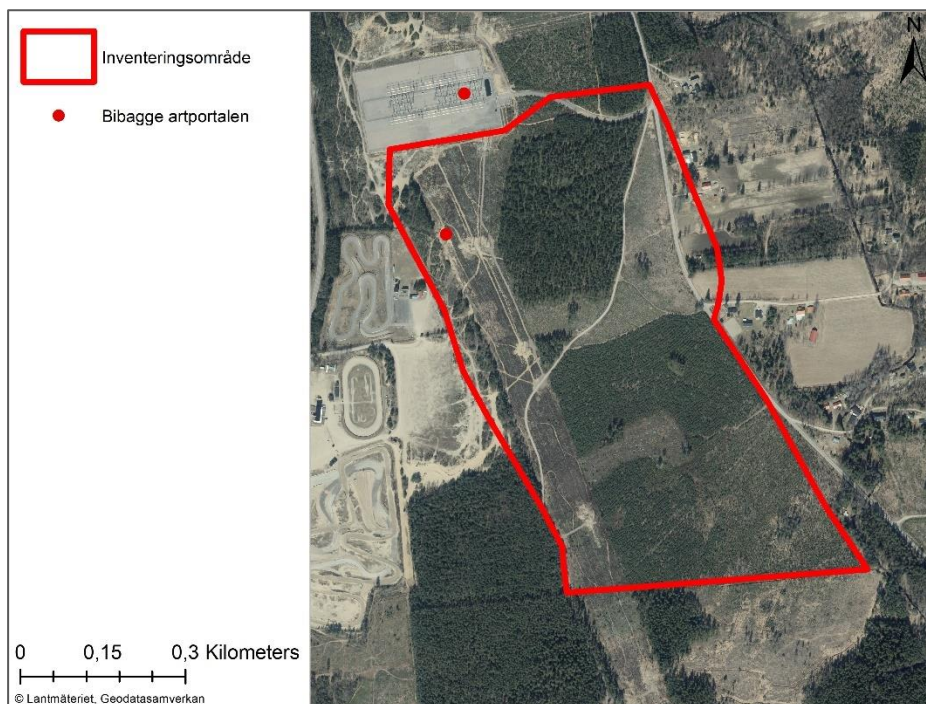 Inventeringsområde
Bibagge artportalen
N
0 0,15 0,3 Kilometers
© Lantmäteriet, Geodatasamverkan